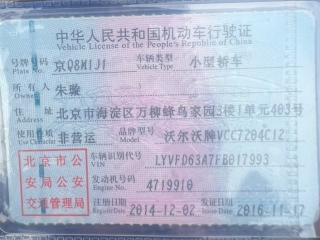 中华人民共和国机动车行驶证
Vehicle License of the People's Republic of China
号牌号码 京Q8M1J1 车辆类型 小型轿车
Plate No. Vehicle Type
所有人 朱骏
Owner
住址 北京市海淀区万柳蜂鸟家园3楼1单元403号
Address
使用性质 非营运 品牌型号 沃尔沃牌VCC7204C12
Use Character Model
北京市公 车辆识别代号 LYVFD63A7FB017993
VIN
安局公安 发动机号码 4719910
Engine No.
交通管理局 注册日期 2014-12-02 发证日期 2016-11-17
Register Date Issue Date